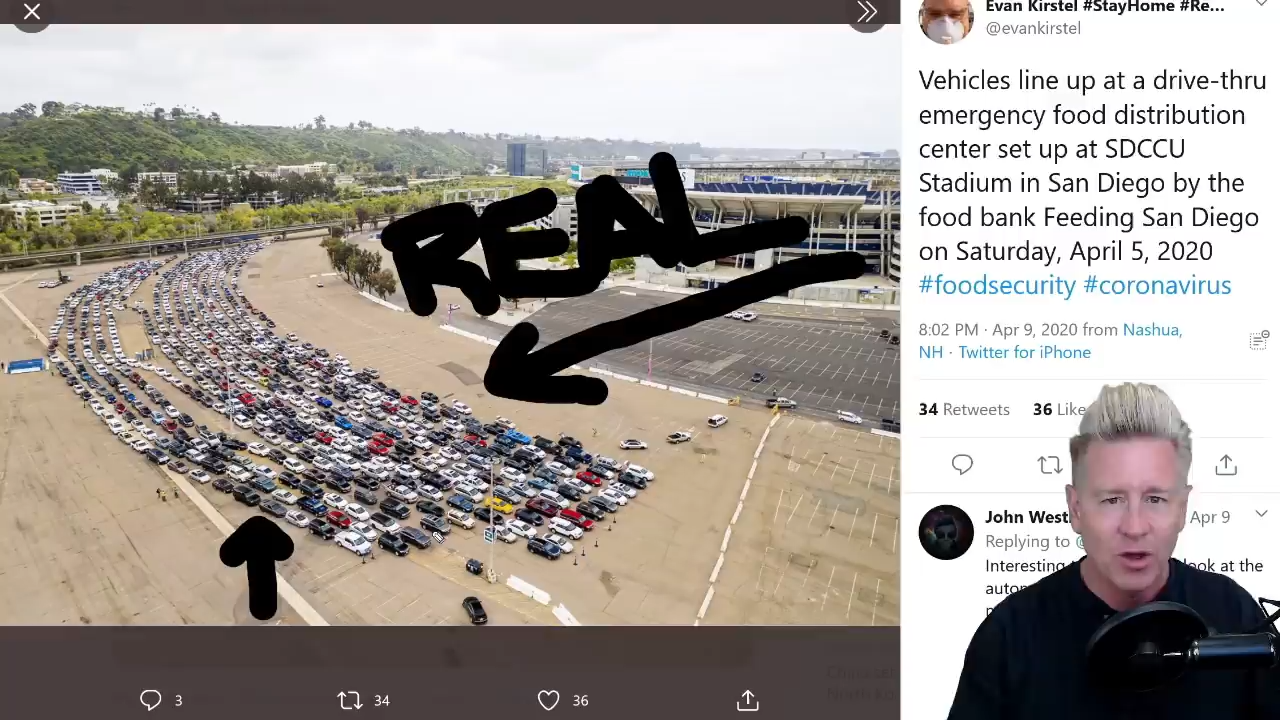 REAL
3
34
36
Evan Kirstel #StayHome #Re...
@evankirstel
Vehicles line up at a drive-thru
emergency food distribution
center set up at SDCCU
Stadium in San Diego by the
food bank Feeding San Diego
on Saturday, April 5, 2020
#foodsecurity #coronavirus
8:02 PM · Apr 9, 2020 from Nashua,
NH · Twitter for iPhone
34 Retweets 36 Like
John West Apr 9
Replying to @
Interesting look at the